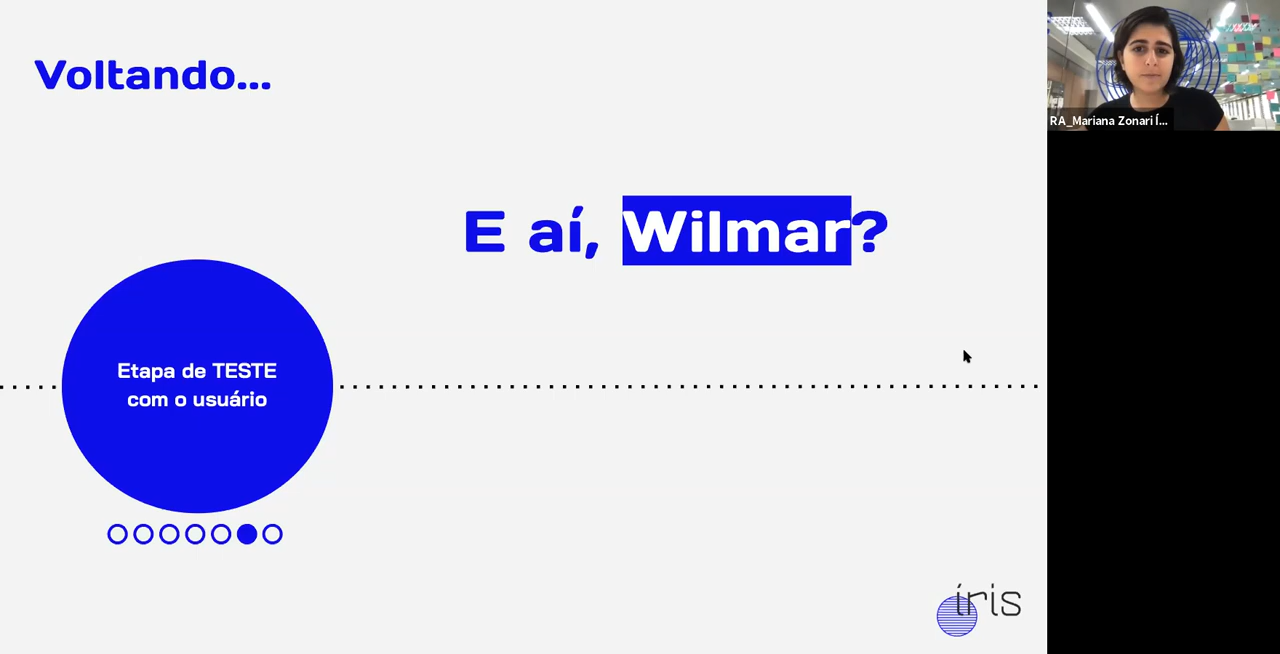 Voltando...
E aí, Wilmar?
Etapa de TESTE
com o usuário
íris
RA_Mariana Zonari Í...